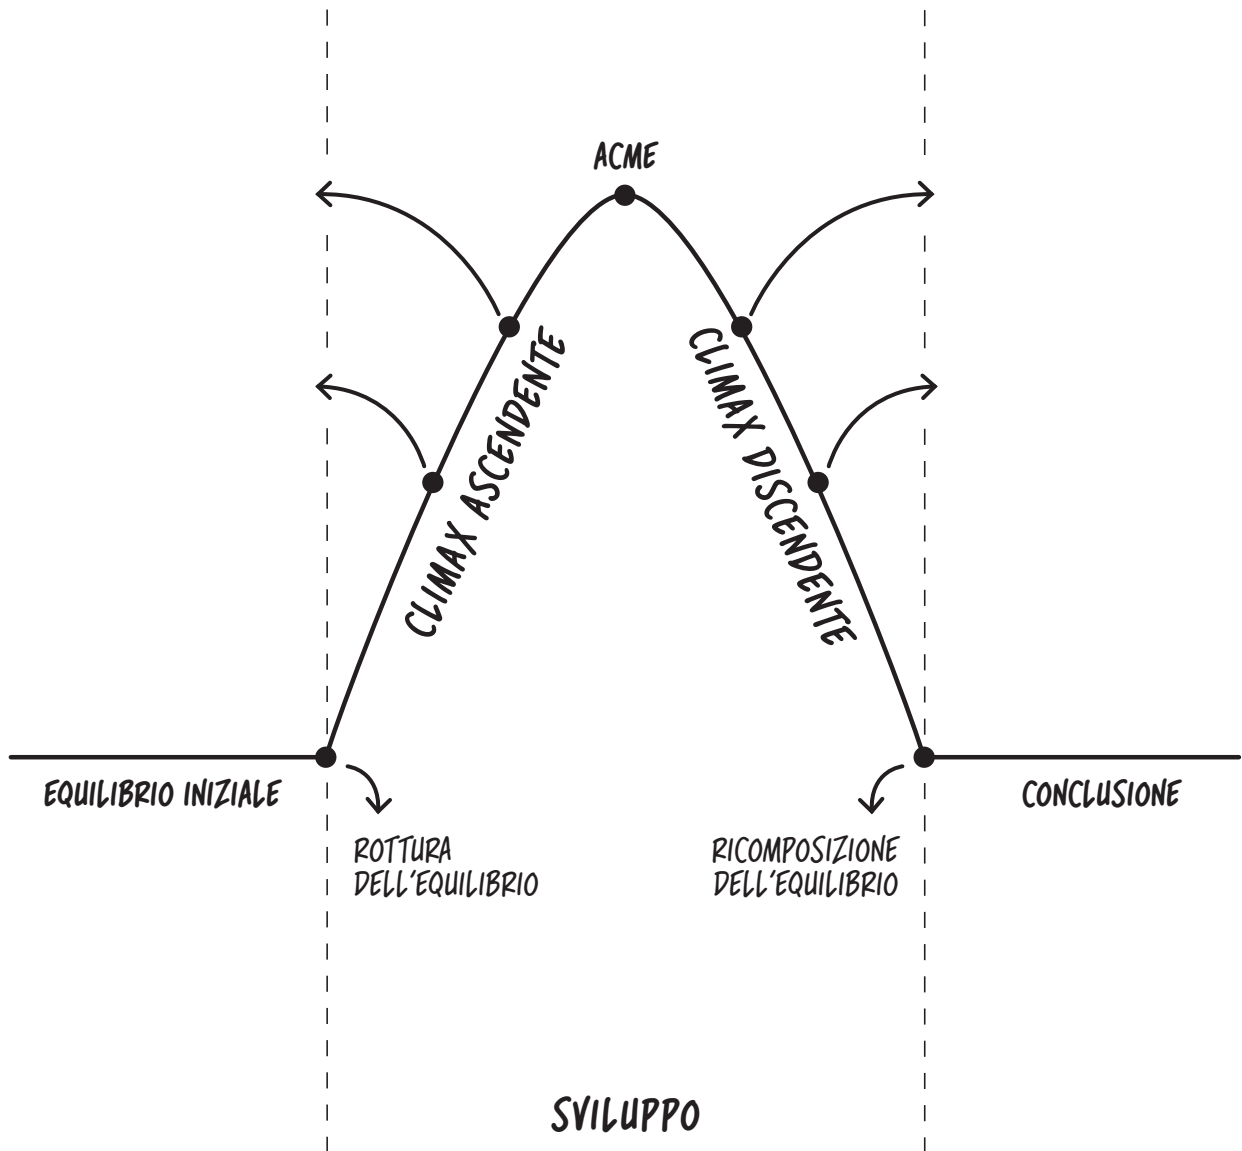 ACME
CLIMAX ASCENDENTE
CLIMAX DISCENDENTE
EQUILIBRIO INIZIALE
CONCLUSIONE
ROTTURA
DELL'EQUILIBRIO
RICOMPOSIZIONE
DELL'EQUILIBRIO
SVILUPPO